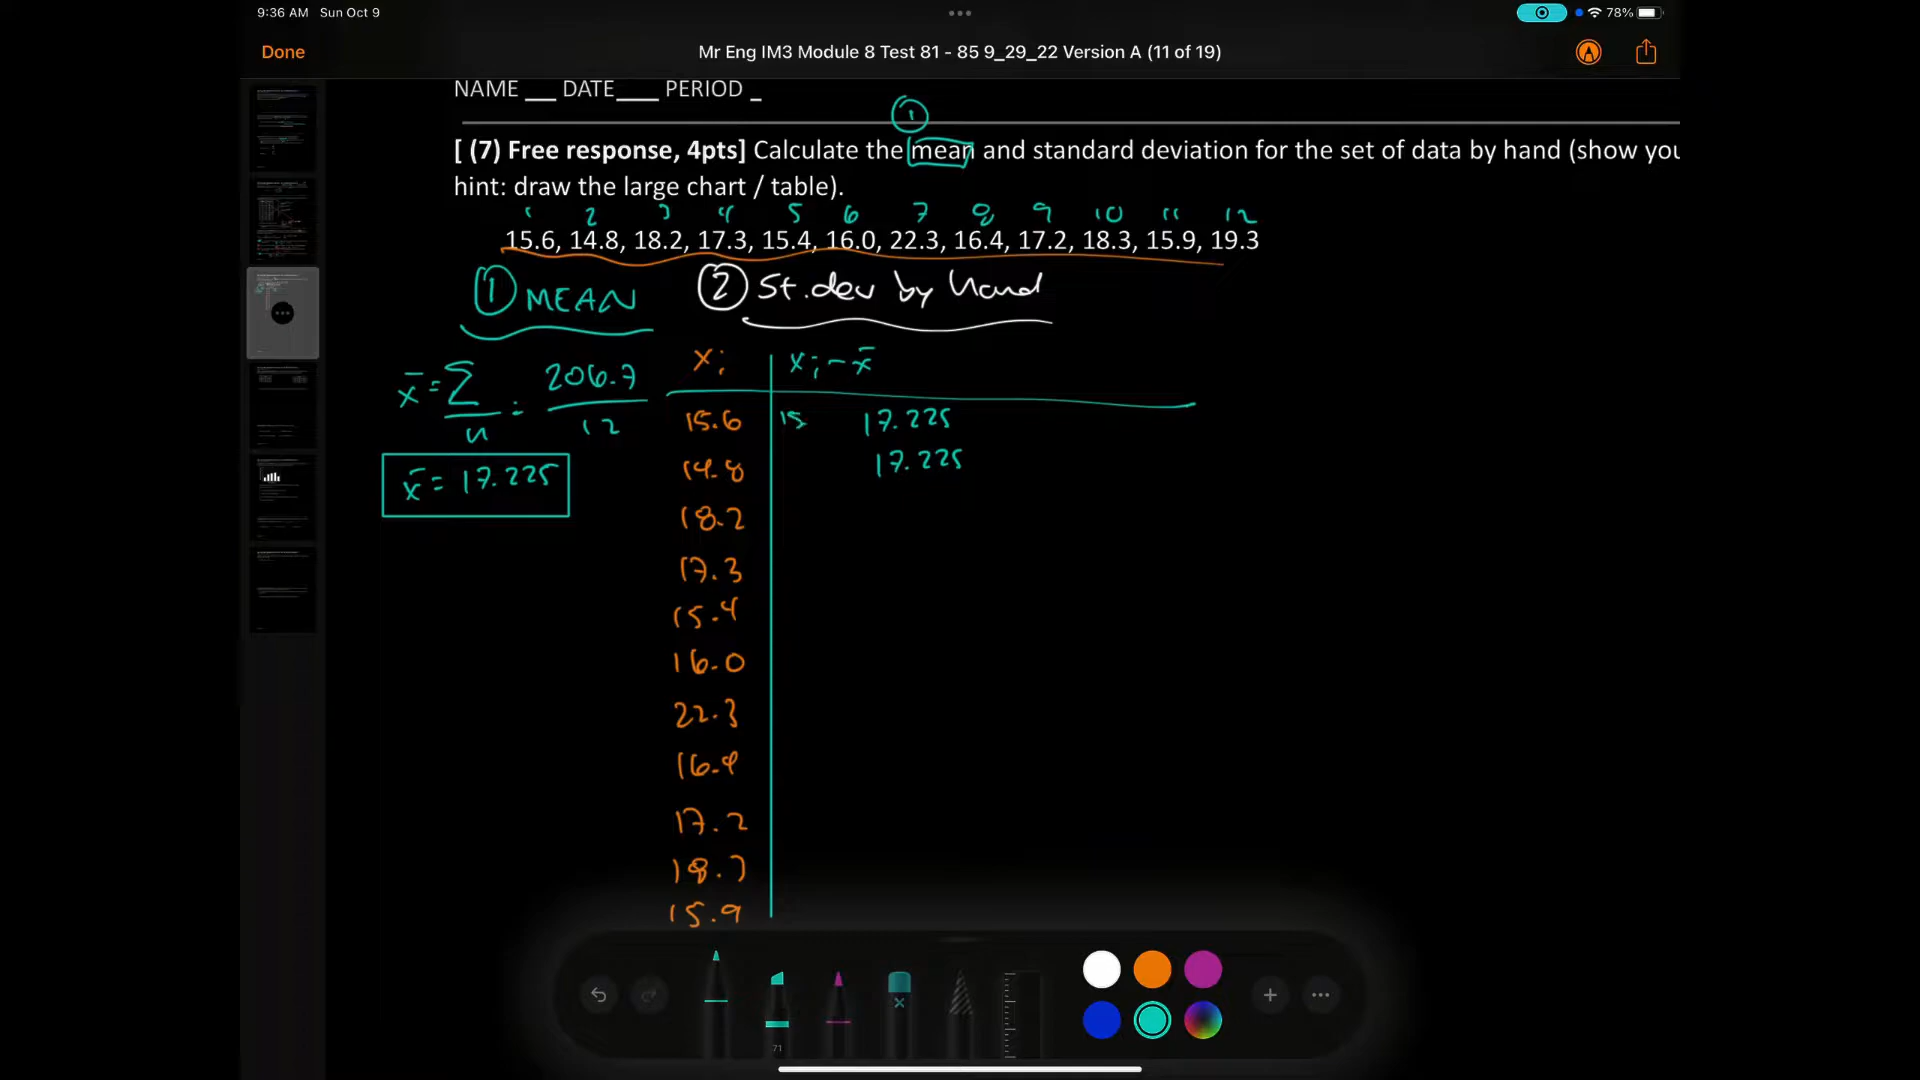 9:36 AM Sun Oct 9
78%
Done
Mr Eng IM3 Module 8 Test 81 - 85 9_29_22 Version A (11 of 19)
NAME ___ DATE____ PERIOD _
1
[ (7) Free response, 4pts] Calculate the mean and standard deviation for the set of data by hand (show you
hint: draw the large chart / table).
1 2 3 4 5 6 7 8 9 10 11 12
15.6, 14.8, 18.2, 17.3, 15.4, 16.0, 22.3, 16.4, 17.2, 18.3, 15.9, 19.3
1 MEAN
2 St.dev by hand
x̄ = Σ/n = 206.7/12
x̄ = 17.225
xᵢ xᵢ - x̄
15.6 15 17.225
14.8 17.225
18.2
17.3
15.4
16.0
22.3
16.4
17.2
18.7
15.9
71